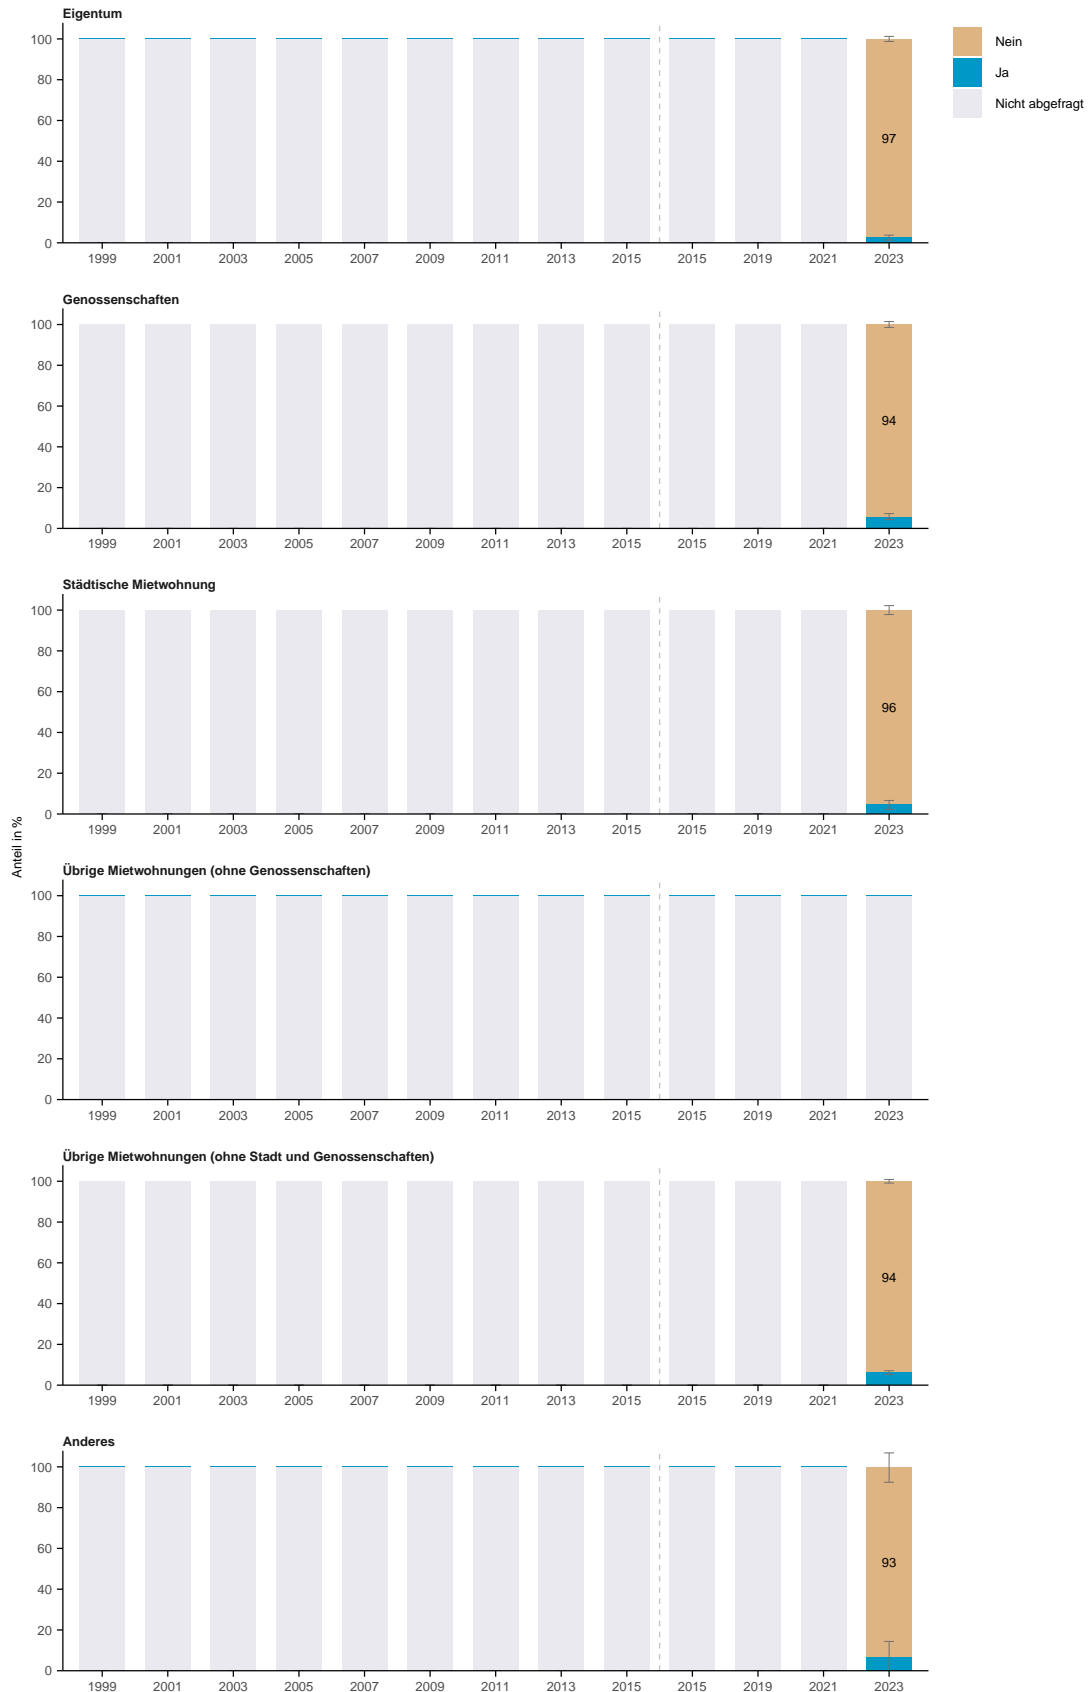 Eigentum
100
80
60
40
20
0
97
1999 2001 2003 2005 2007 2009 2011 2013 2015 2015 2019 2021 2023
Nein
Ja
Nicht abgefragt
Genossenschaften
100
80
60
40
20
0
94
1999 2001 2003 2005 2007 2009 2011 2013 2015 2015 2019 2021 2023
Städtische Mietwohnung
100
80
60
40
20
0
96
1999 2001 2003 2005 2007 2009 2011 2013 2015 2015 2019 2021 2023
Anteil in %
Übrige Mietwohnungen (ohne Genossenschaften)
100
80
60
40
20
0
1999 2001 2003 2005 2007 2009 2011 2013 2015 2015 2019 2021 2023
Übrige Mietwohnungen (ohne Stadt und Genossenschaften)
100
80
60
40
20
0
94
1999 2001 2003 2005 2007 2009 2011 2013 2015 2015 2019 2021 2023
Anderes
100
80
60
40
20
0
93
1999 2001 2003 2005 2007 2009 2011 2013 2015 2015 2019 2021 2023